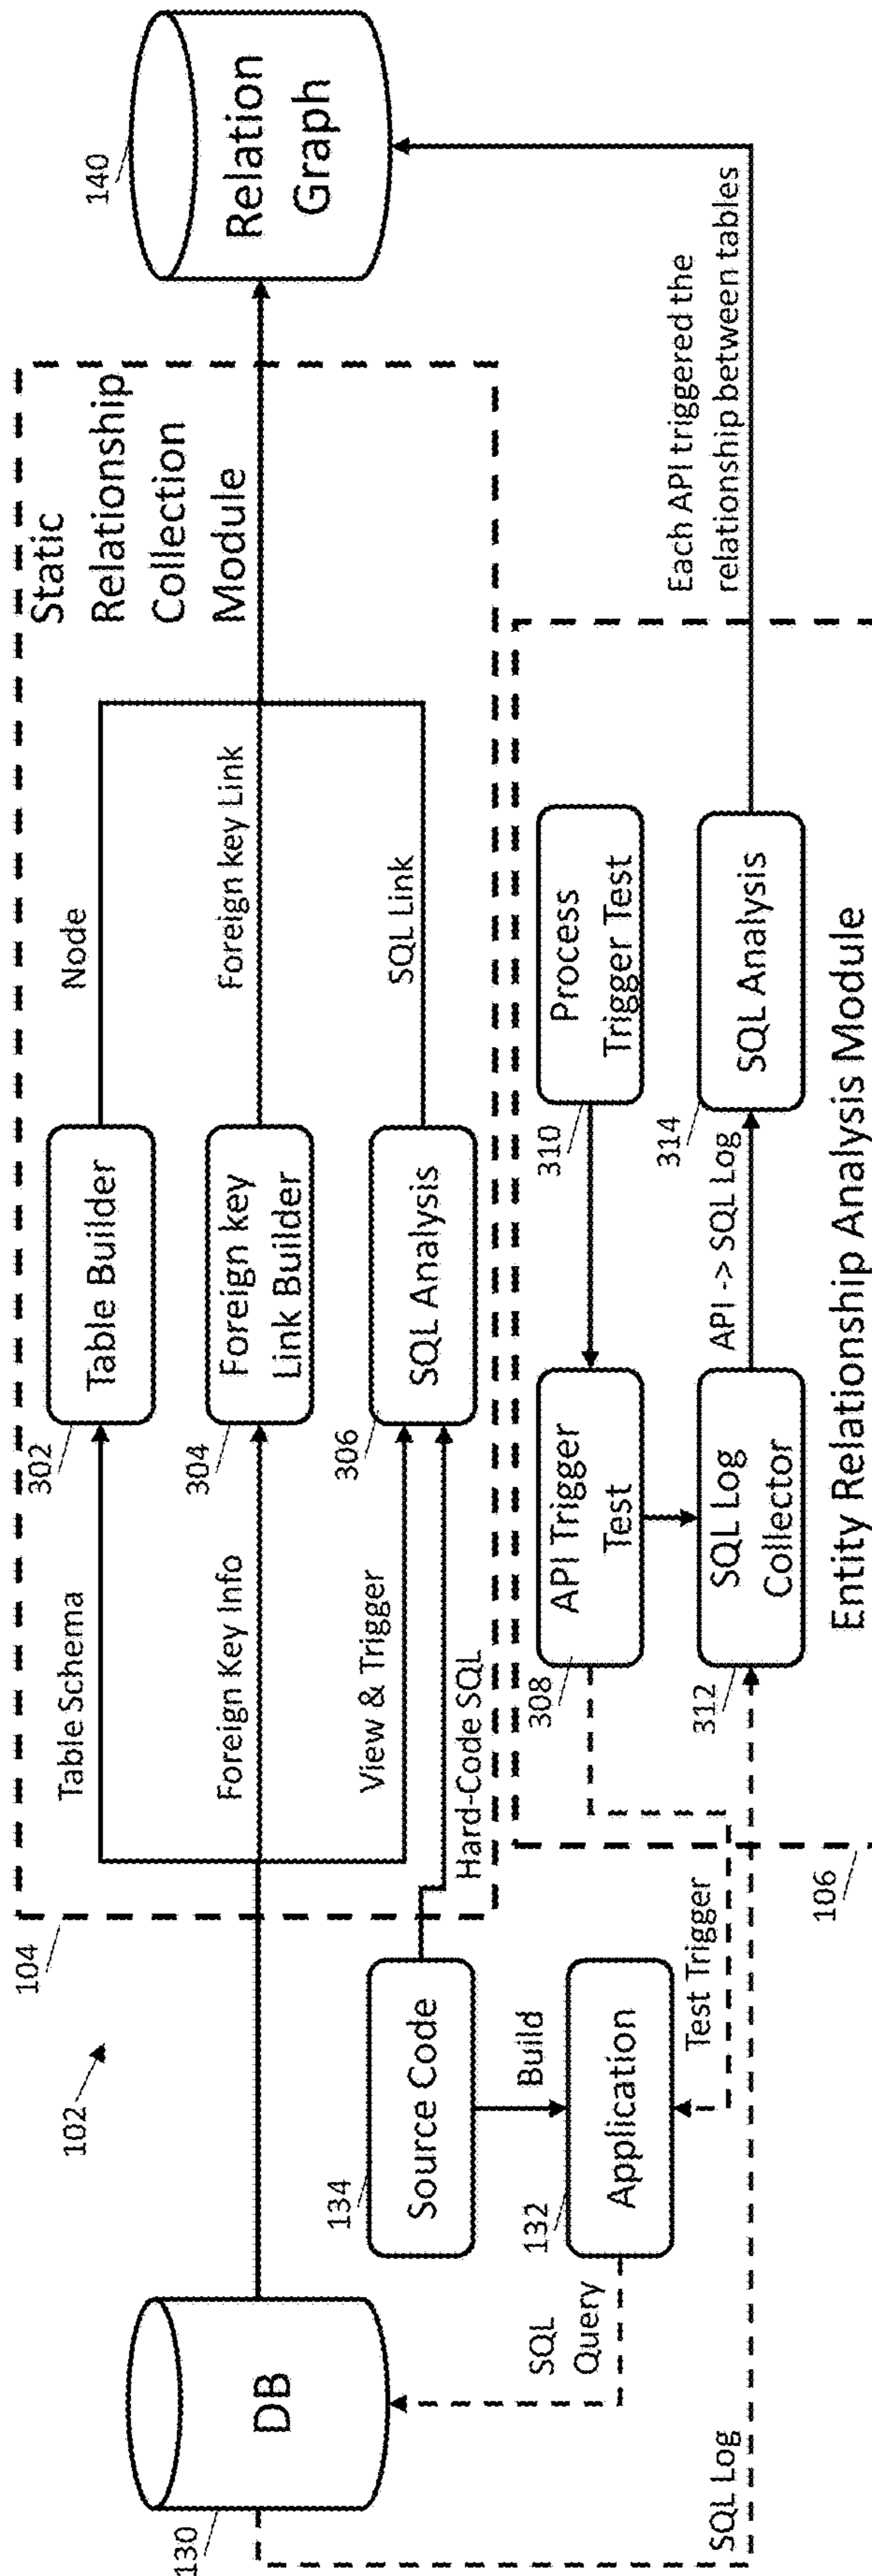 102
104
Static
Relationship
Collection
Module
140
Relation
Graph
130
DB
Table Schema
302
Table Builder
Node
Foreign Key Info
304
Foreign key
Link Builder
Foreign key Link
View & Trigger
306
SQL Analysis
SQL Link
Hard-Code SQL
134
Source Code
Build
132
Application
SQL
Query
Test Trigger
SQL Log
308
API Trigger
Test
310
Process
Trigger Test
312
SQL Log
Collector
API -> SQL Log
314
SQL Analysis
Each API triggered the
relationship between tables
106
Entity Relationship Analysis Module